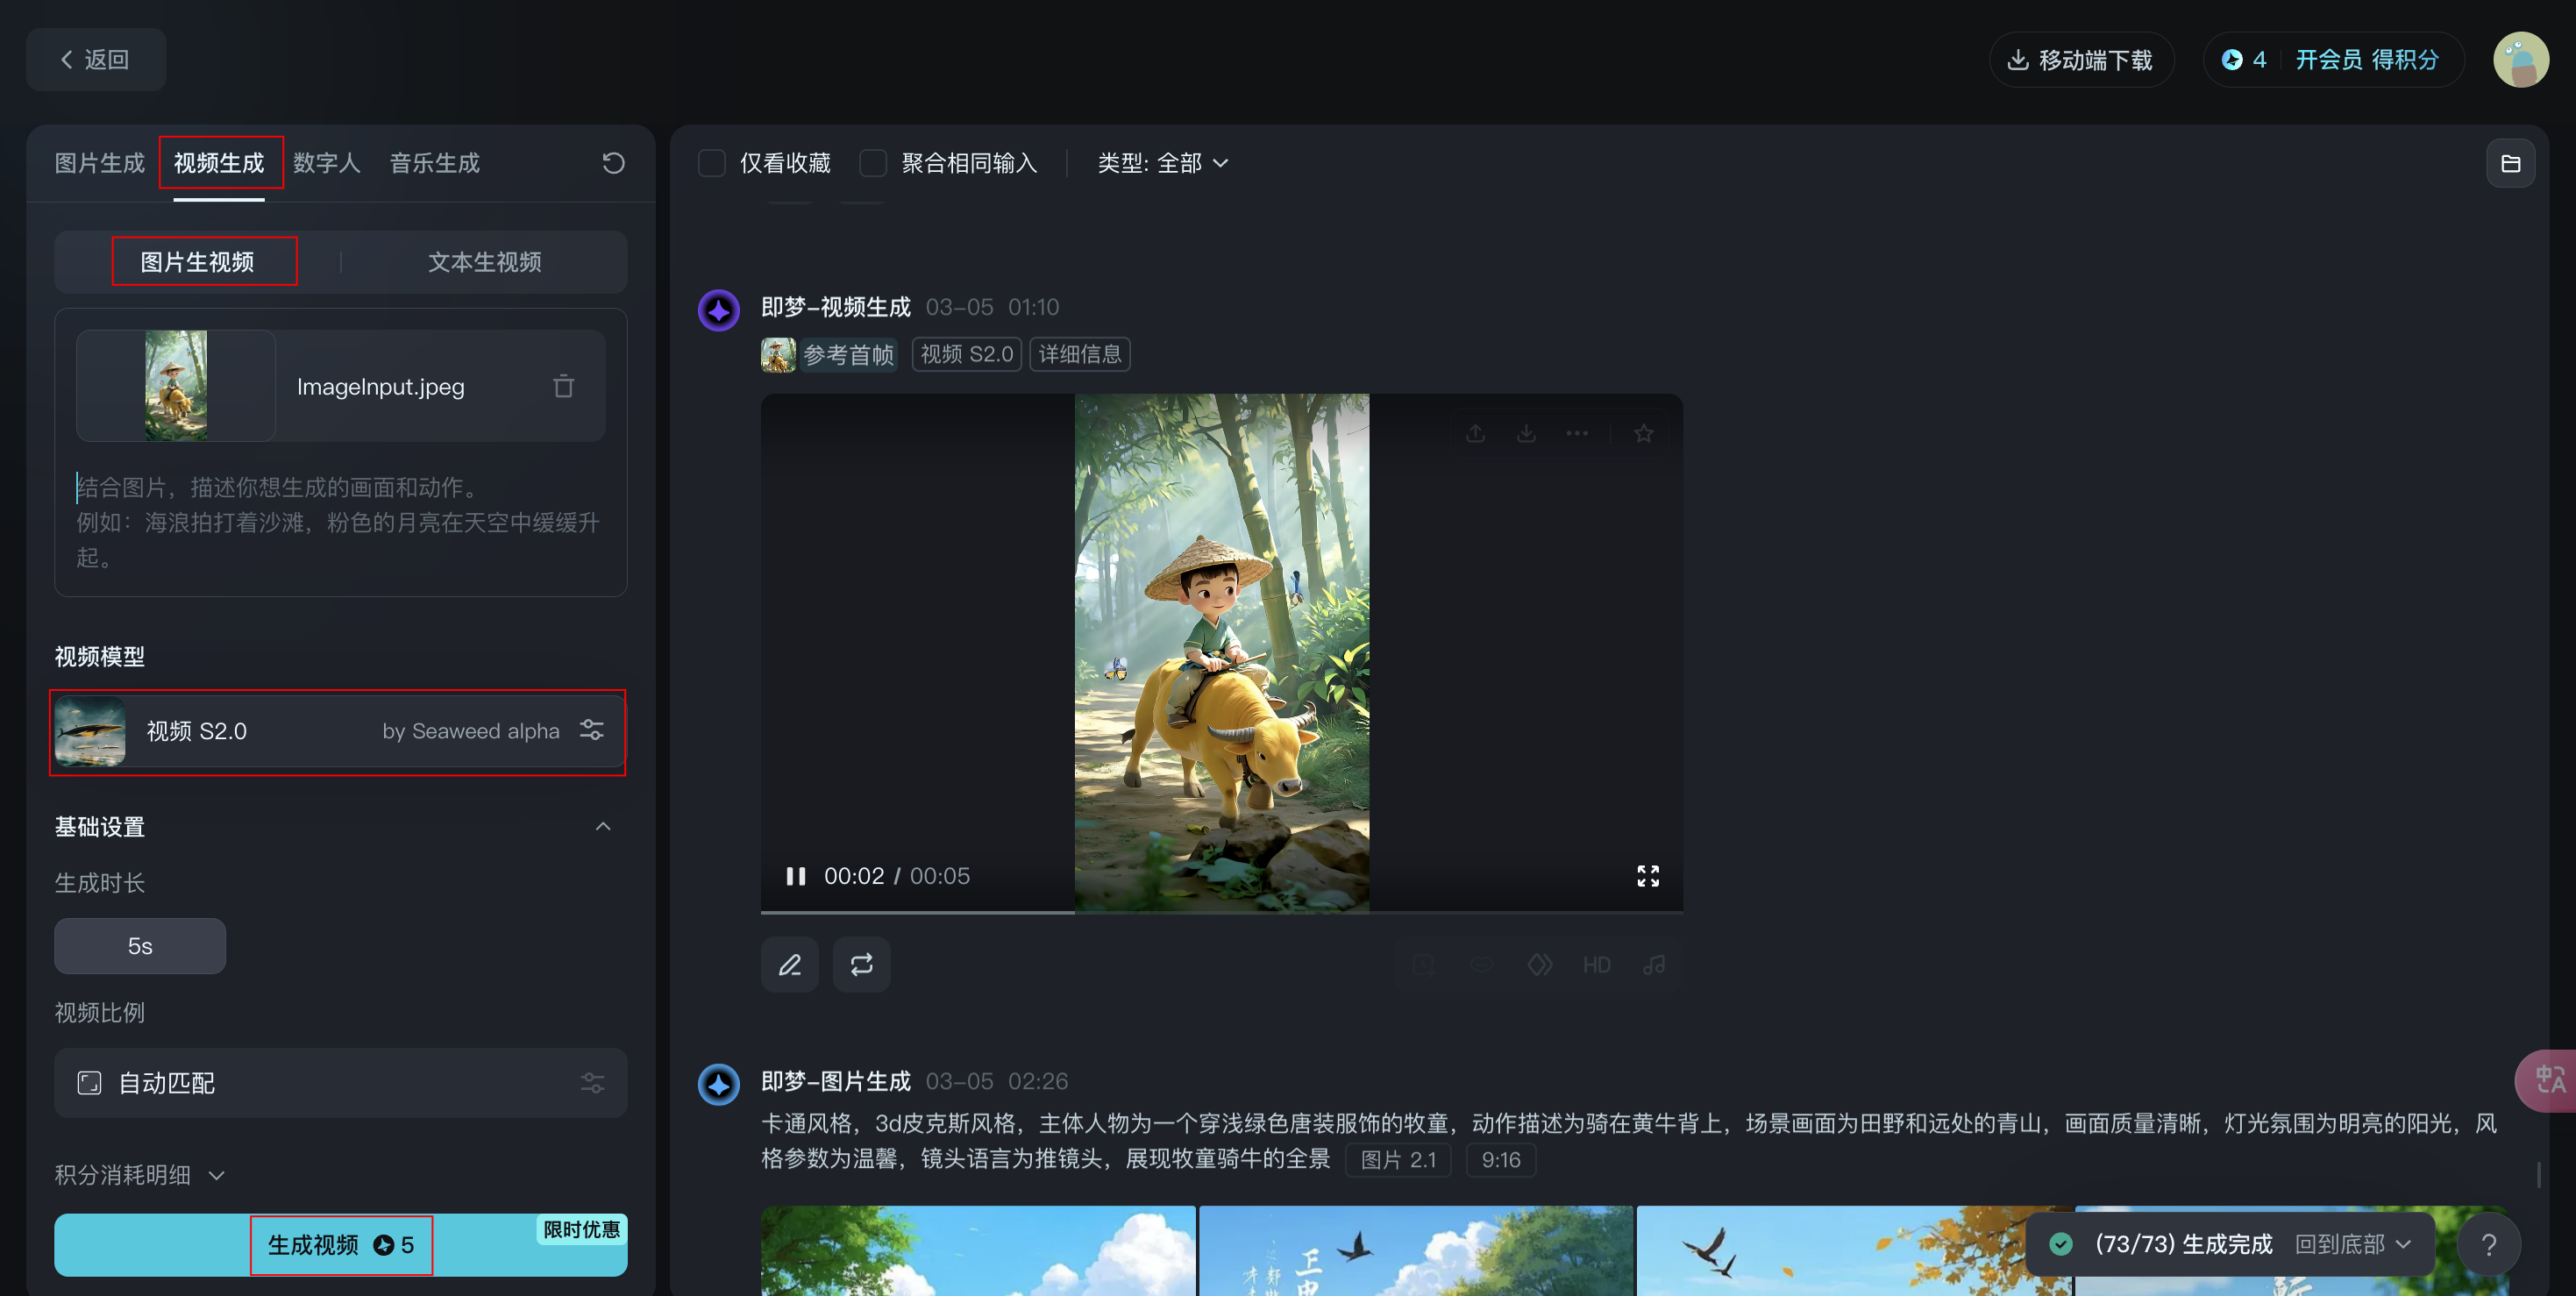 返回
移动端下载
4
开会员 得积分
图片生成
视频生成
数字人
音乐生成
图片生视频
文本生视频
ImageInput.jpeg
结合图片，描述你想生成的画面和动作。
例如：海浪拍打着沙滩，粉色的月亮在天空中缓缓升
起。
视频模型
视频 S2.0
by Seaweed alpha
基础设置
生成时长
5s
视频比例
自动匹配
积分消耗明细
限时优惠
生成视频 5
仅看收藏
聚合相同输入
类型: 全部
即梦-视频生成 03-05 01:10
参考首帧
视频 S2.0
详细信息
00:02 / 00:05
HD
即梦-图片生成 03-05 02:26
卡通风格，3d皮克斯风格，主体人物为一个穿浅绿色唐装服饰的牧童，动作描述为骑在黄牛背上，场景画面为田野和远处的青山，画面质量清晰，灯光氛围为明亮的阳光，风
格参数为温馨，镜头语言为推镜头，展现牧童骑牛的全景 图片 2.1 9:16
(73/73) 生成完成 回到底部
?
中A